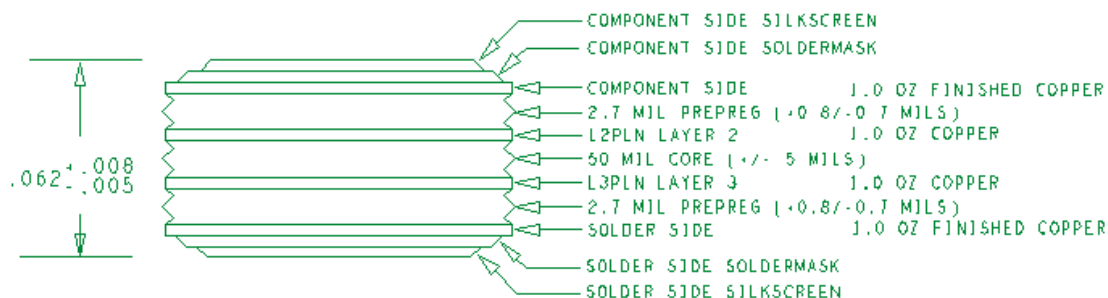 COMPONENT SIDE SILKSCREEN
COMPONENT SIDE SOLDERMASK
COMPONENT SIDE 1.0 OZ FINISHED COPPER
2.7 MIL PREPREG (+0.8/-0.7 MILS)
L2PLN LAYER 2 1.0 OZ COPPER
.062 +.008 -.005
50 MIL CORE (+/- 5 MILS)
L3PLN LAYER 3 1.0 OZ COPPER
2.7 MIL PREPREG (+0.8/-0.7 MILS)
SOLDER SIDE 1.0 OZ FINISHED COPPER
SOLDER SIDE SOLDERMASK
SOLDER SIDE SILKSCREEN